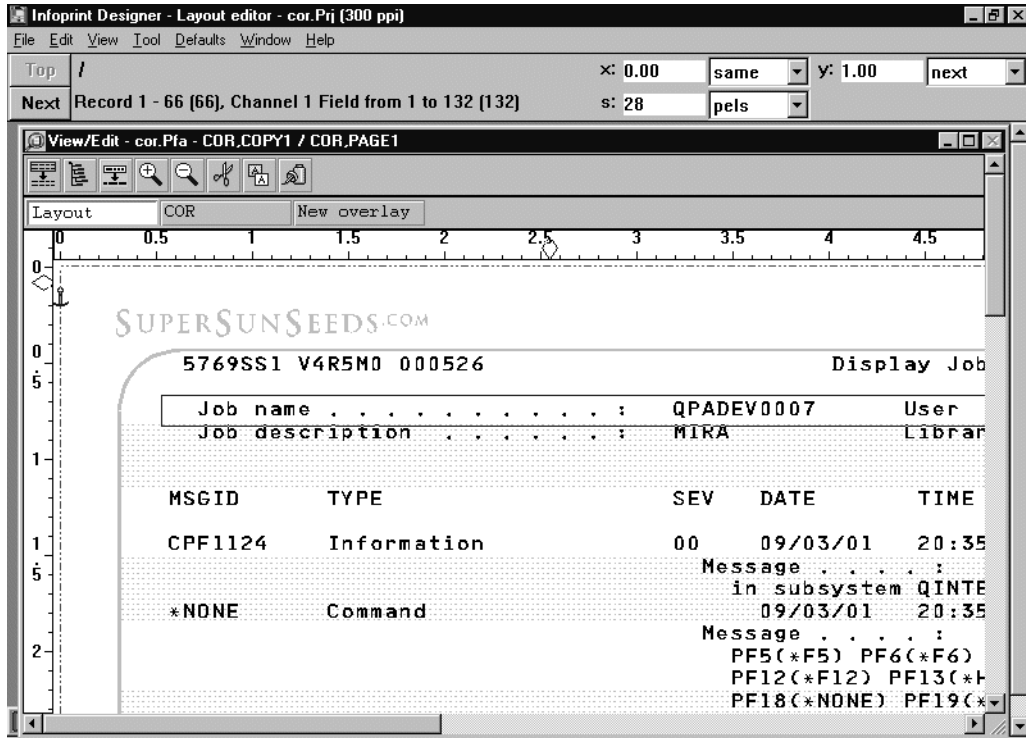 Infoprint Designer - Layout editor - cor.Prj (300 ppi)
File Edit View Tool Defaults Window Help
Top / x: 0.00 same y: 1.00 next
Next Record 1 - 66 (66), Channel 1 Field from 1 to 132 (132) s: 28 pels
View/Edit - cor.Pfa - COR,COPY1 / COR,PAGE1
Layout COR New overlay
0 0.5 1 1.5 2 2.5 3 3.5 4 4.5
0
SUPERSUNSEEDS.COM
0.5
5769SS1 V4R5M0 000526 Display Job
Job name . . . . . . . . . . : QPADEV0007 User
Job description . . . . . . : MIRA Librar
1
MSGID TYPE SEV DATE TIME
1.5
CPF1124 Information 00 09/03/01 20:35
Message . . . . :
in subsystem QINTE
*NONE Command 09/03/01 20:35
Message . . . . :
2
PF5(*F5) PF6(*F6)
PF12(*F12) PF13(*H
PF18(*NONE) PF19(*